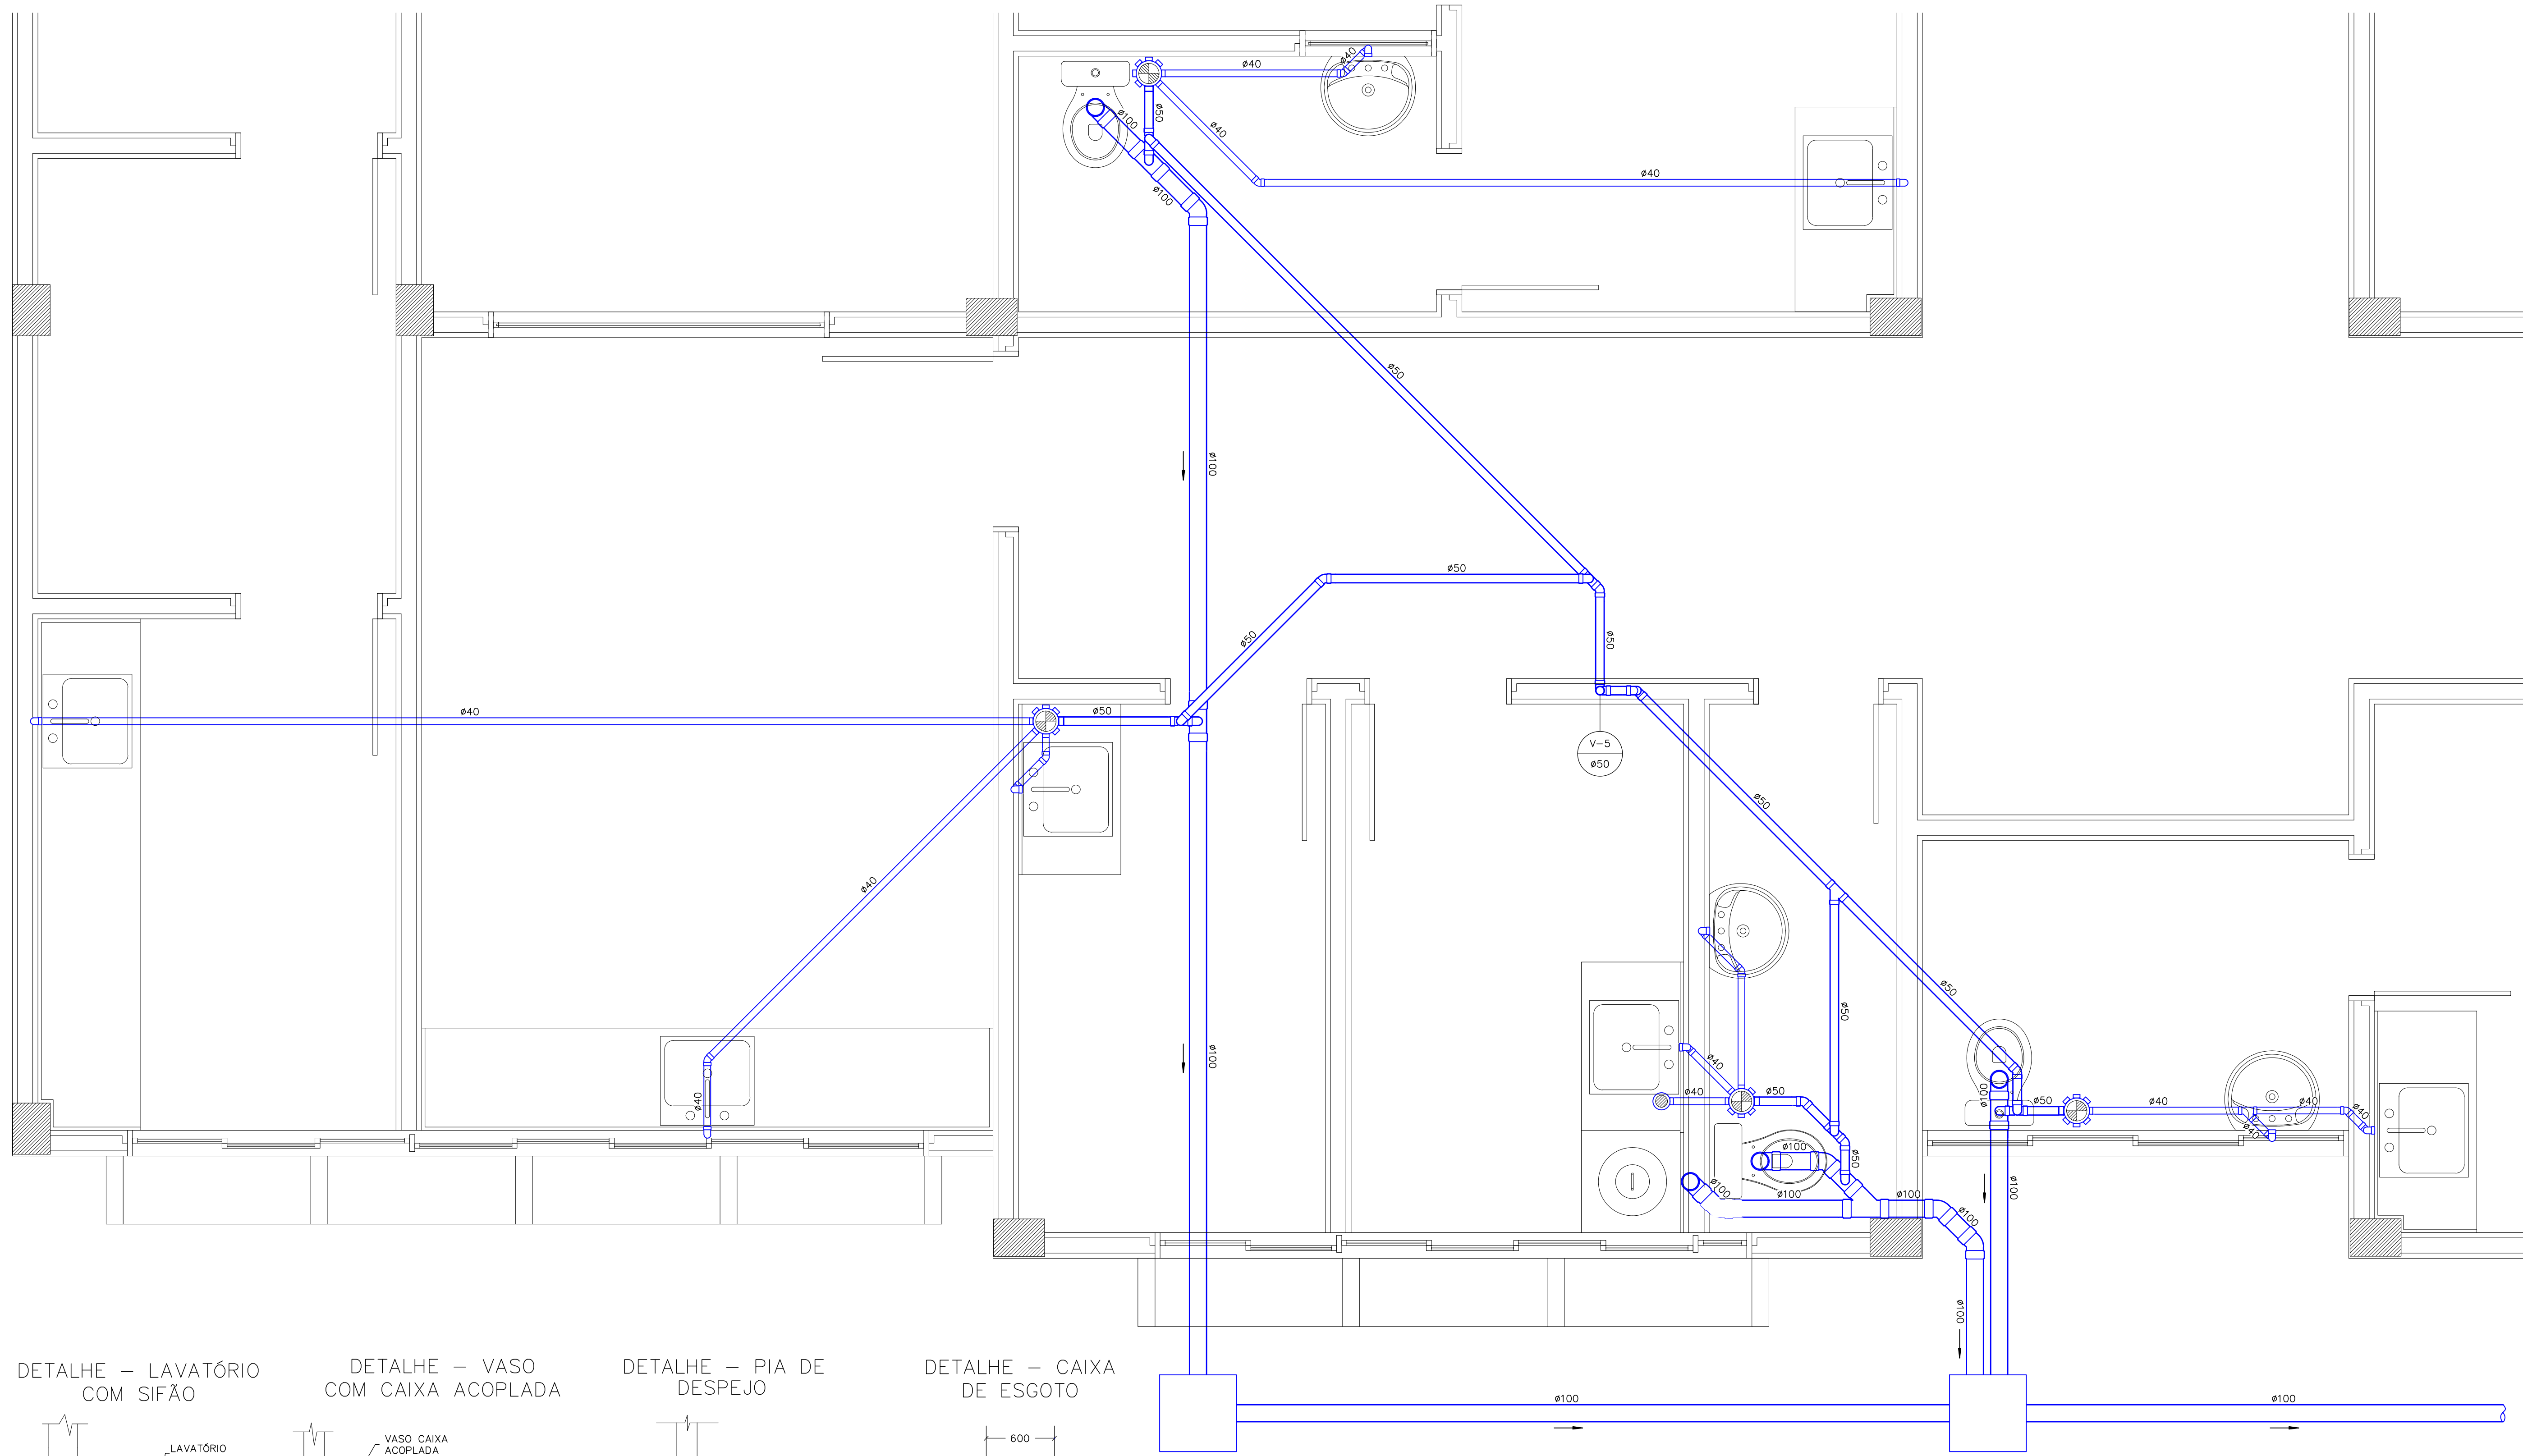 ø40
ø40
ø50
ø100
ø40
ø40
ø100
ø50
ø100
ø50
ø50
ø50
ø40
ø50
V-5
ø50
ø50
ø40
ø50
ø50
ø100
ø40
ø40
ø40
ø50
ø100
ø50
ø40
ø40
ø40
ø40
ø100
ø50
ø100
ø100
ø100
ø100
ø100
ø100
DETALHE - LAVATÓRIO
COM SIFÃO
DETALHE - VASO
COM CAIXA ACOPLADA
DETALHE - PIA DE
DESPEJO
DETALHE - CAIXA
DE ESGOTO
ø100
ø100
LAVATÓRIO
VASO CAIXA
ACOPLADA
600